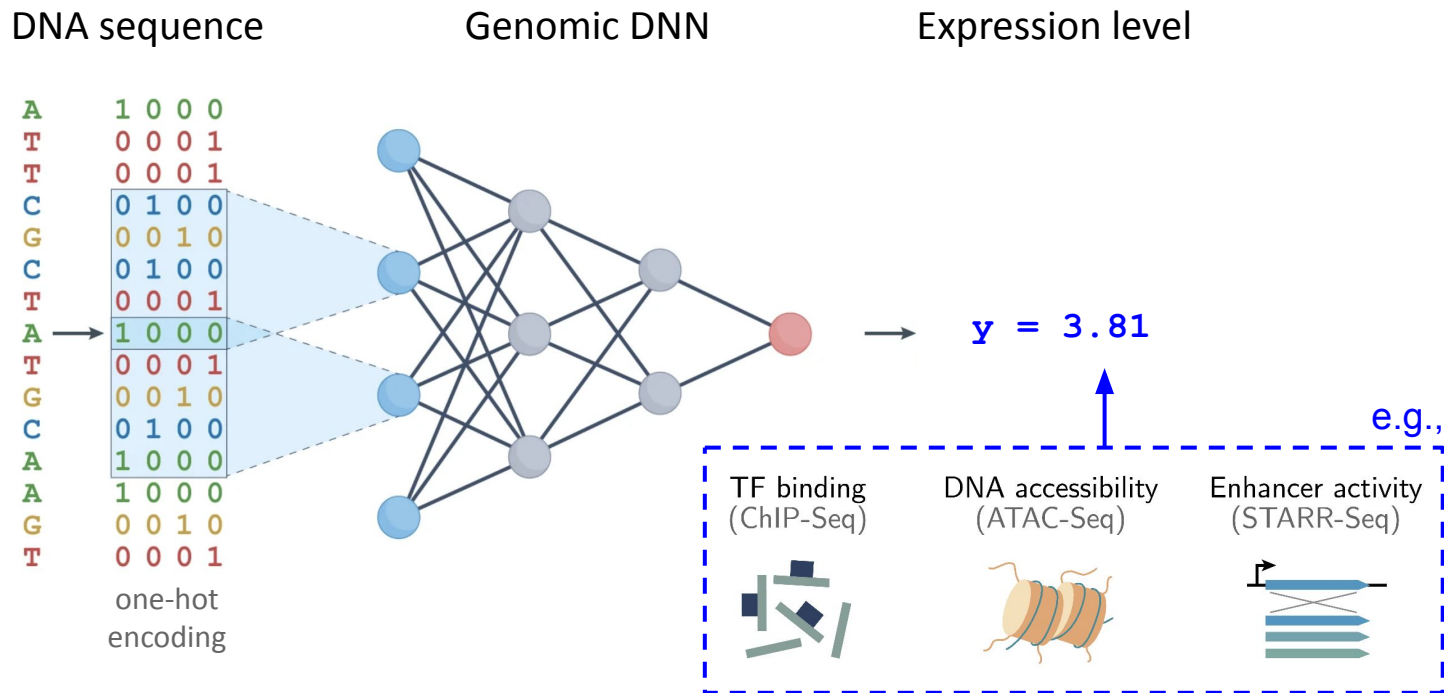 DNA sequence Genomic DNN Expression level
A 1 0 0 0
T 0 0 0 1
T 0 0 0 1
C 0 1 0 0
G 0 0 1 0
C 0 1 0 0
T 0 0 0 1
A 1 0 0 0
T 0 0 0 1
G 0 0 1 0
C 0 1 0 0
A 1 0 0 0
A 1 0 0 0
G 0 0 1 0
T 0 0 0 1
one-hot
encoding
y = 3.81
e.g.,
TF binding
(ChIP-Seq)
DNA accessibility
(ATAC-Seq)
Enhancer activity
(STARR-Seq)